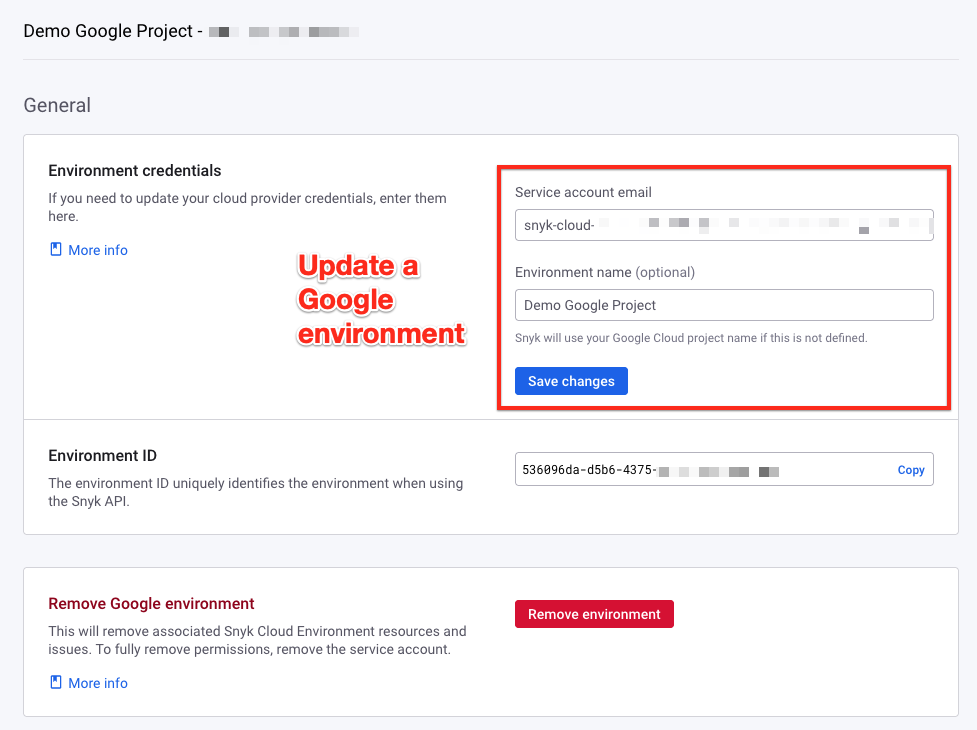 Demo Google Project -
General
Environment credentials
If you need to update your cloud provider credentials, enter them
here.
More info
Update a
Google
environment
Service account email
snyk-cloud-
Environment name (optional)
Demo Google Project
Snyk will use your Google Cloud project name if this is not defined.
Save changes
Environment ID
The environment ID uniquely identifies the environment when using
the Snyk API.
536096da-d5b6-4375-
Copy
Remove Google environment
This will remove associated Snyk Cloud Environment resources and
issues. To fully remove permissions, remove the service account.
More info
Remove environment